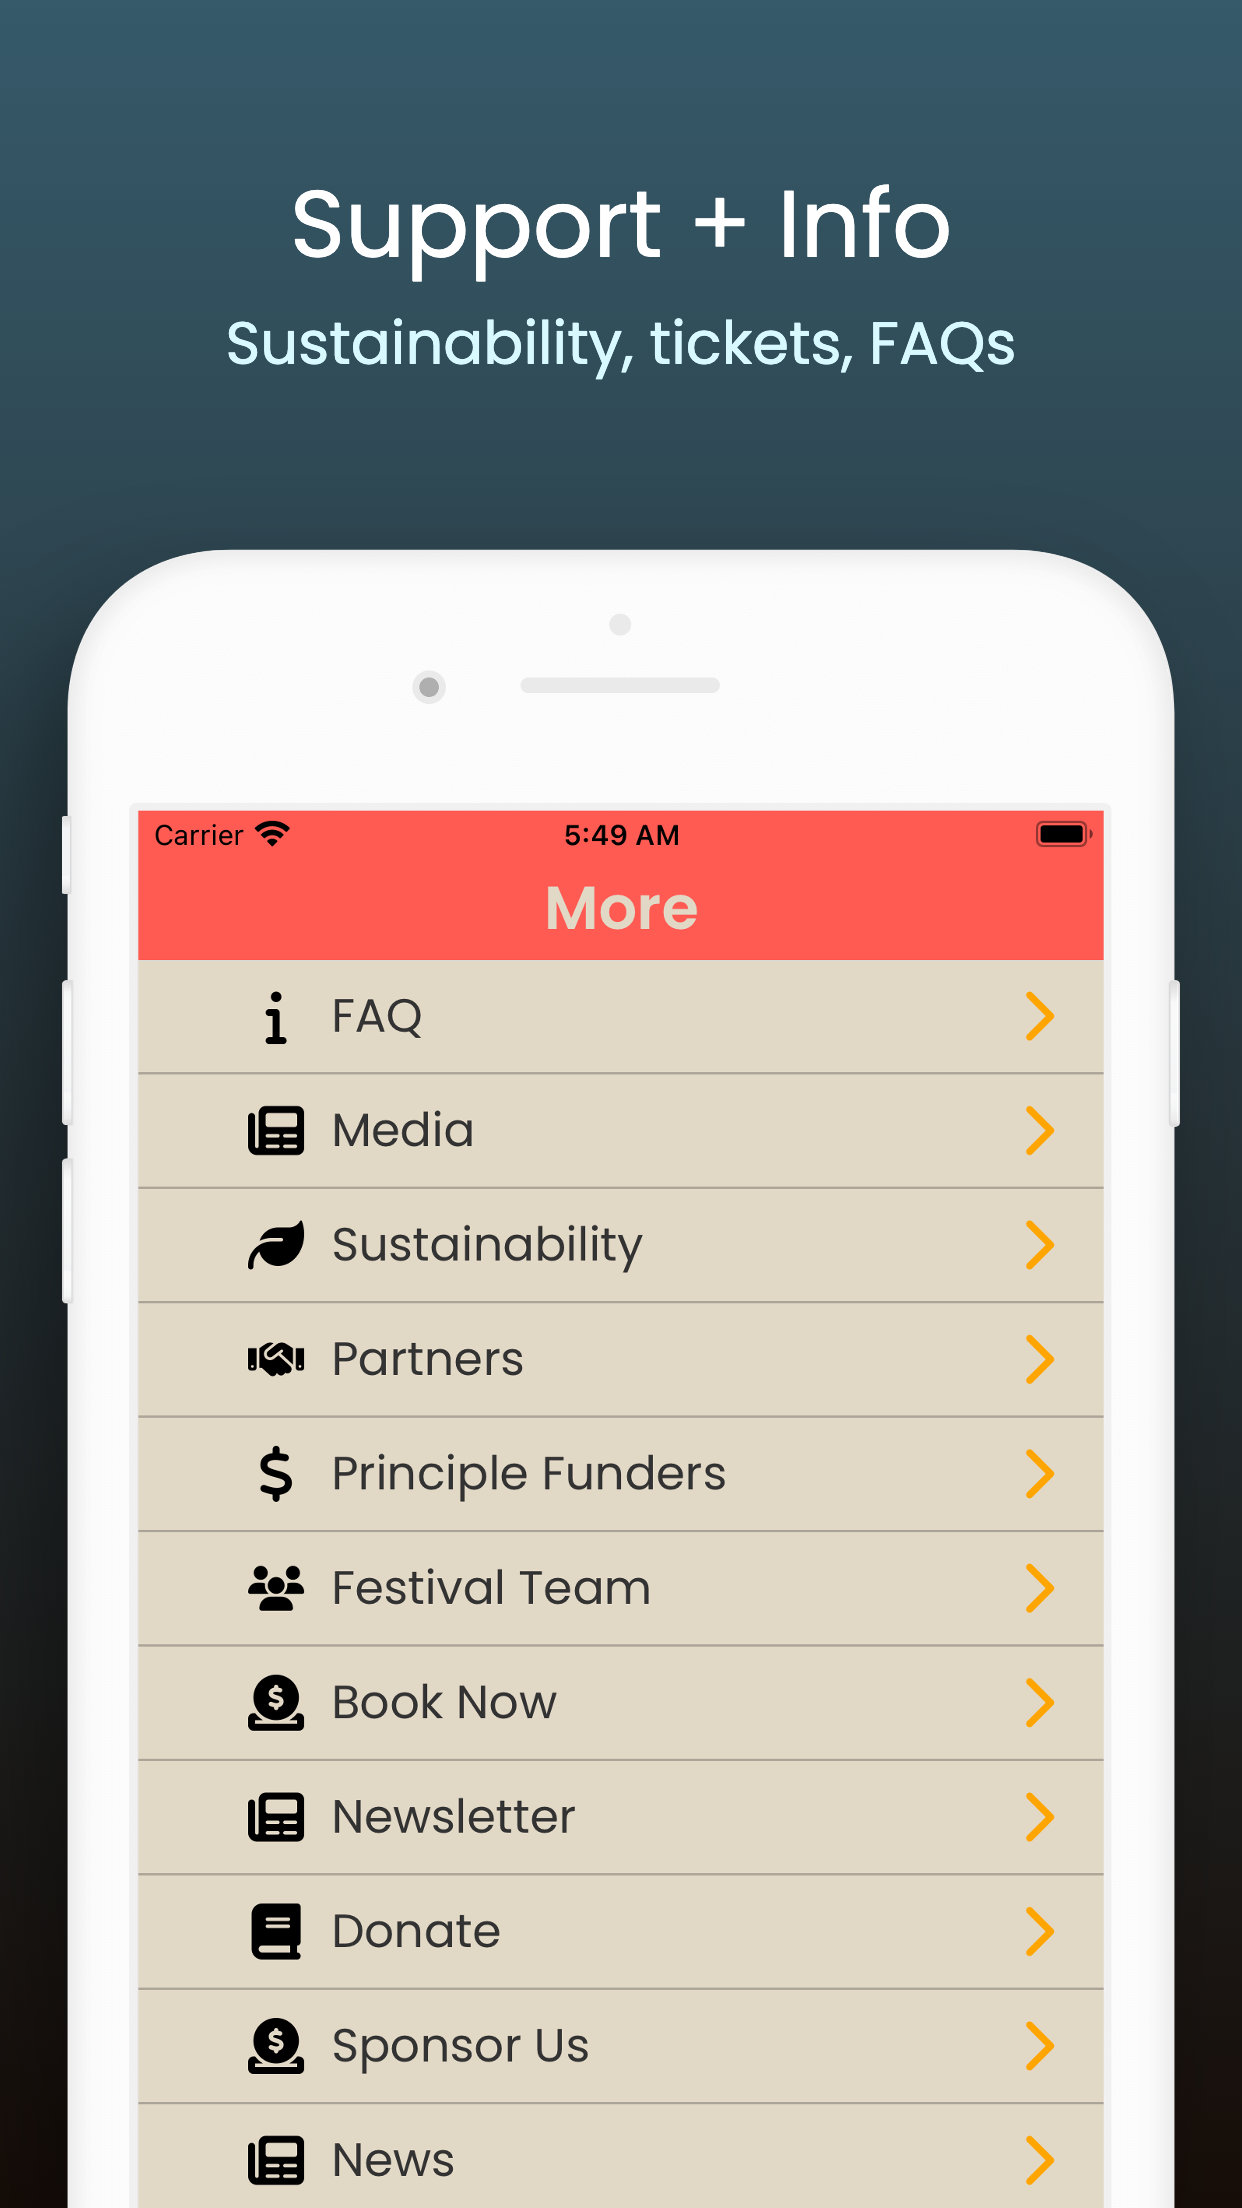 Support + Info
Sustainability, tickets, FAQs
Carrier 5:49 AM
More
FAQ
Media
Sustainability
Partners
$ Principle Funders
Festival Team
$ Book Now
Newsletter
Donate
$ Sponsor Us
News